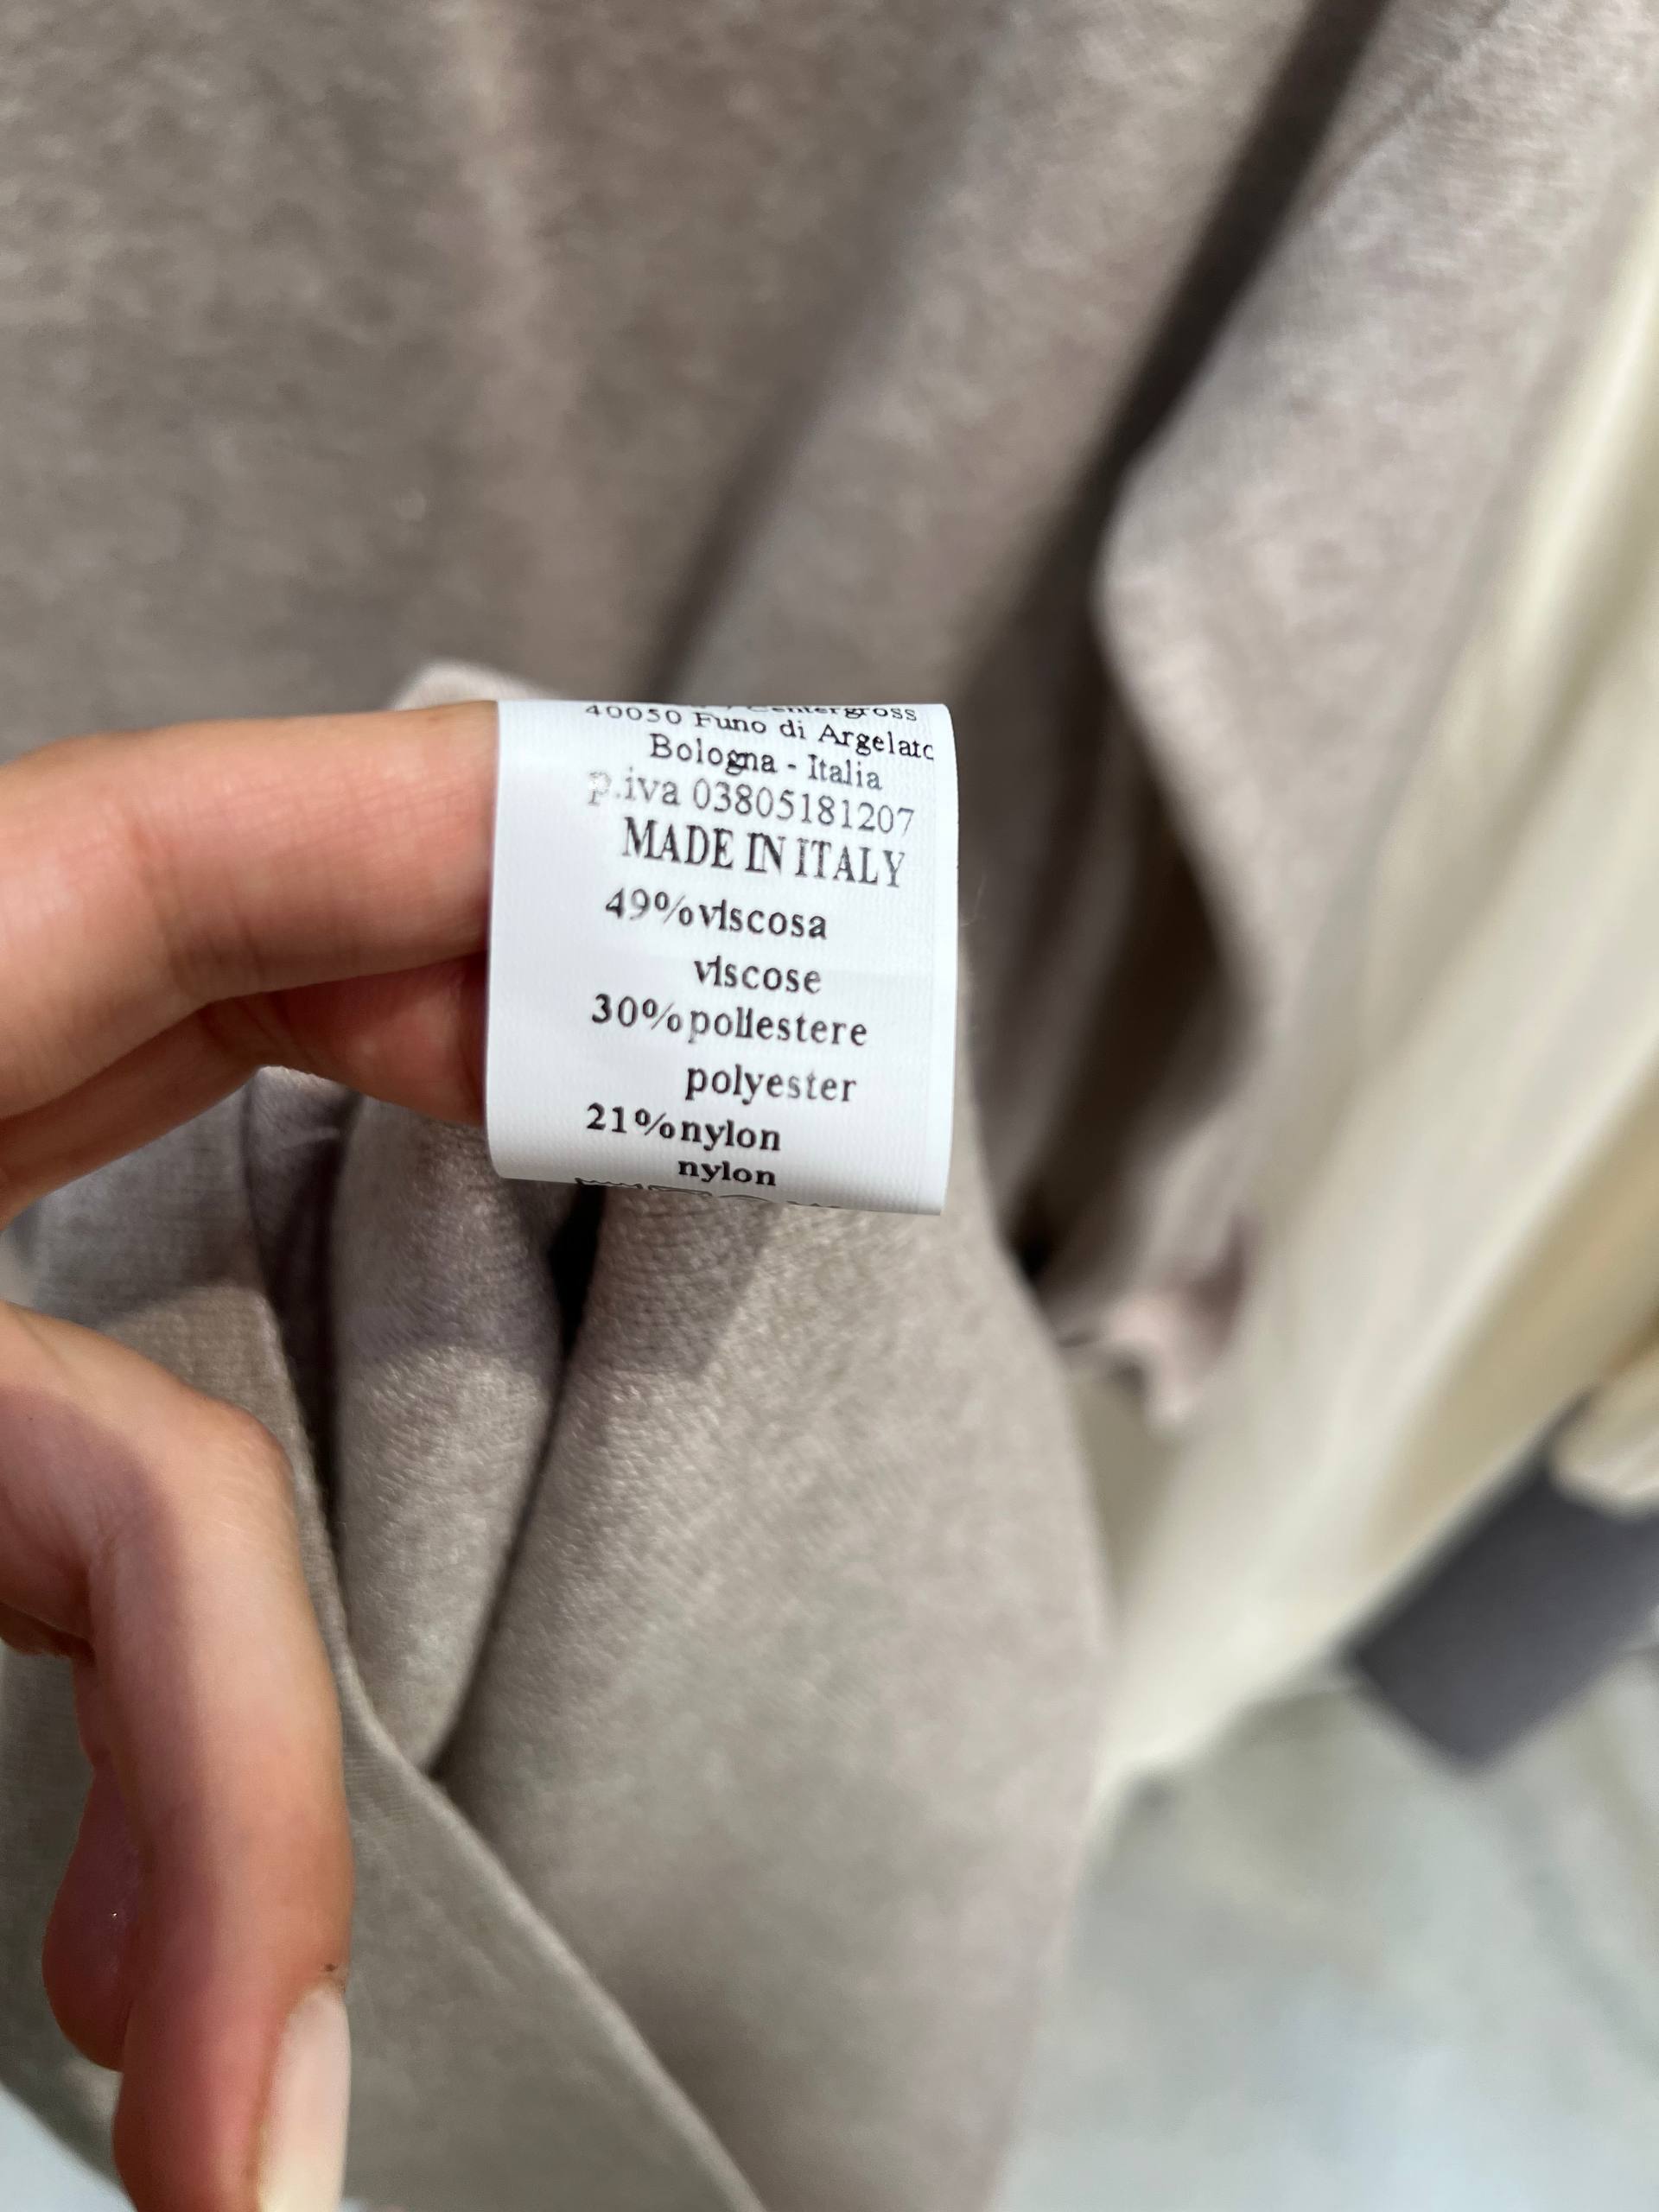 Centergross
40050 Funo di Argelato
Bologna - Italia
p.iva 03805181207
MADE IN ITALY
49%viscosa
viscose
30%poliestere
polyester
21%nylon
nylon